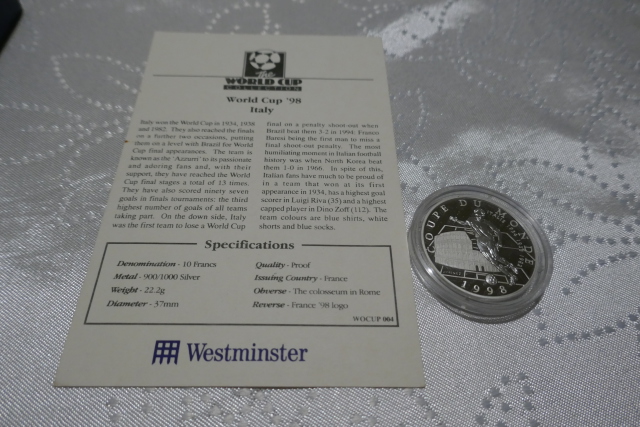 The
WORLD CUP
COLLECTION
World Cup '98
Italy
Italy won the World Cup in 1934, 1938
and 1982. They also reached the finals
on a further two occasions, putting
them on a level with Brazil for World
Cup final appearances. The team is
known as the 'Azzurri' to its passionate
and adoring fans and, with their
support, they have reached the World
Cup final stages a total of 13 times.
They have also scored ninety seven
goals in finals tournaments: the third
highest number of goals of all teams
taking part. On the down side, Italy
was the first team to lose a World Cup
final on a penalty shoot out when
Brazil beat them 3-2 in 1994: Franco
Baresi being the first man to miss a
final shoot out penalty. The most
humiliating moment in Italian football
history was when North Korea beat
them 1-0 in 1966. In spite of this,
Italian fans have much to be proud of
in a team that won at its first
appearance in 1934, has a highest goal
scorer in Luigi Riva (35) and a highest
capped player in Dino Zoff (112). The
team colours are blue shirts, white
shorts and blue socks.
Specifications
Denomination - 10 Francs
Metal - 900/1000 Silver
Weight - 22.2g
Diameter - 37mm
Quality - Proof
Issuing Country - France
Obverse - The colosseum in Rome
Reverse - France '98 logo
WOCUP 004
Westminster
COUPE DU MONDE
1998